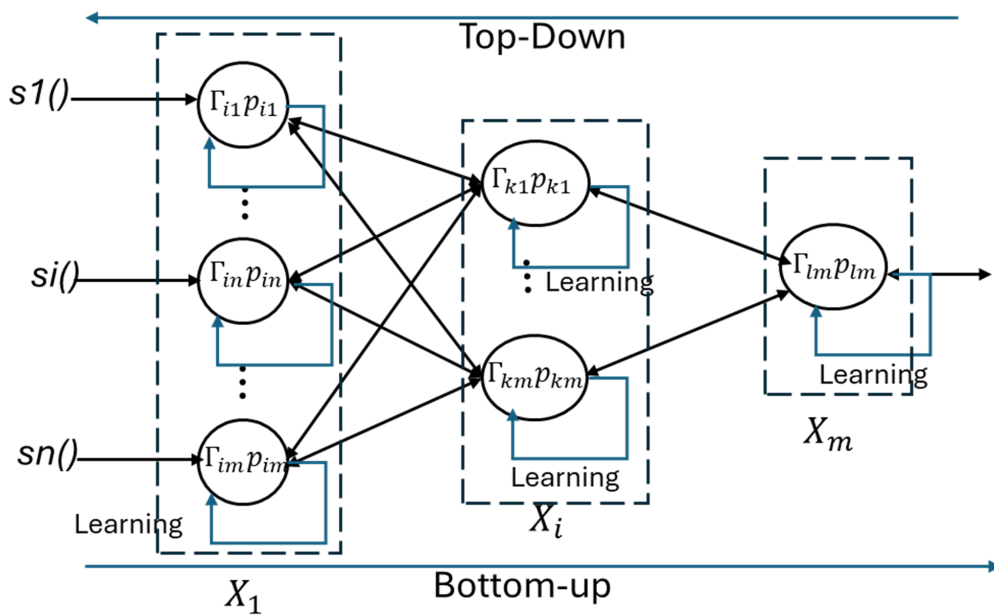 Top-Down
s1()
Γi1pi1
Γk1pk1
si()
Γinpin
Learning
Γlmplm
Γkmpkm
Learning
Xm
sn()
Γimpim
Learning
Learning
Xi
Bottom-up
X1